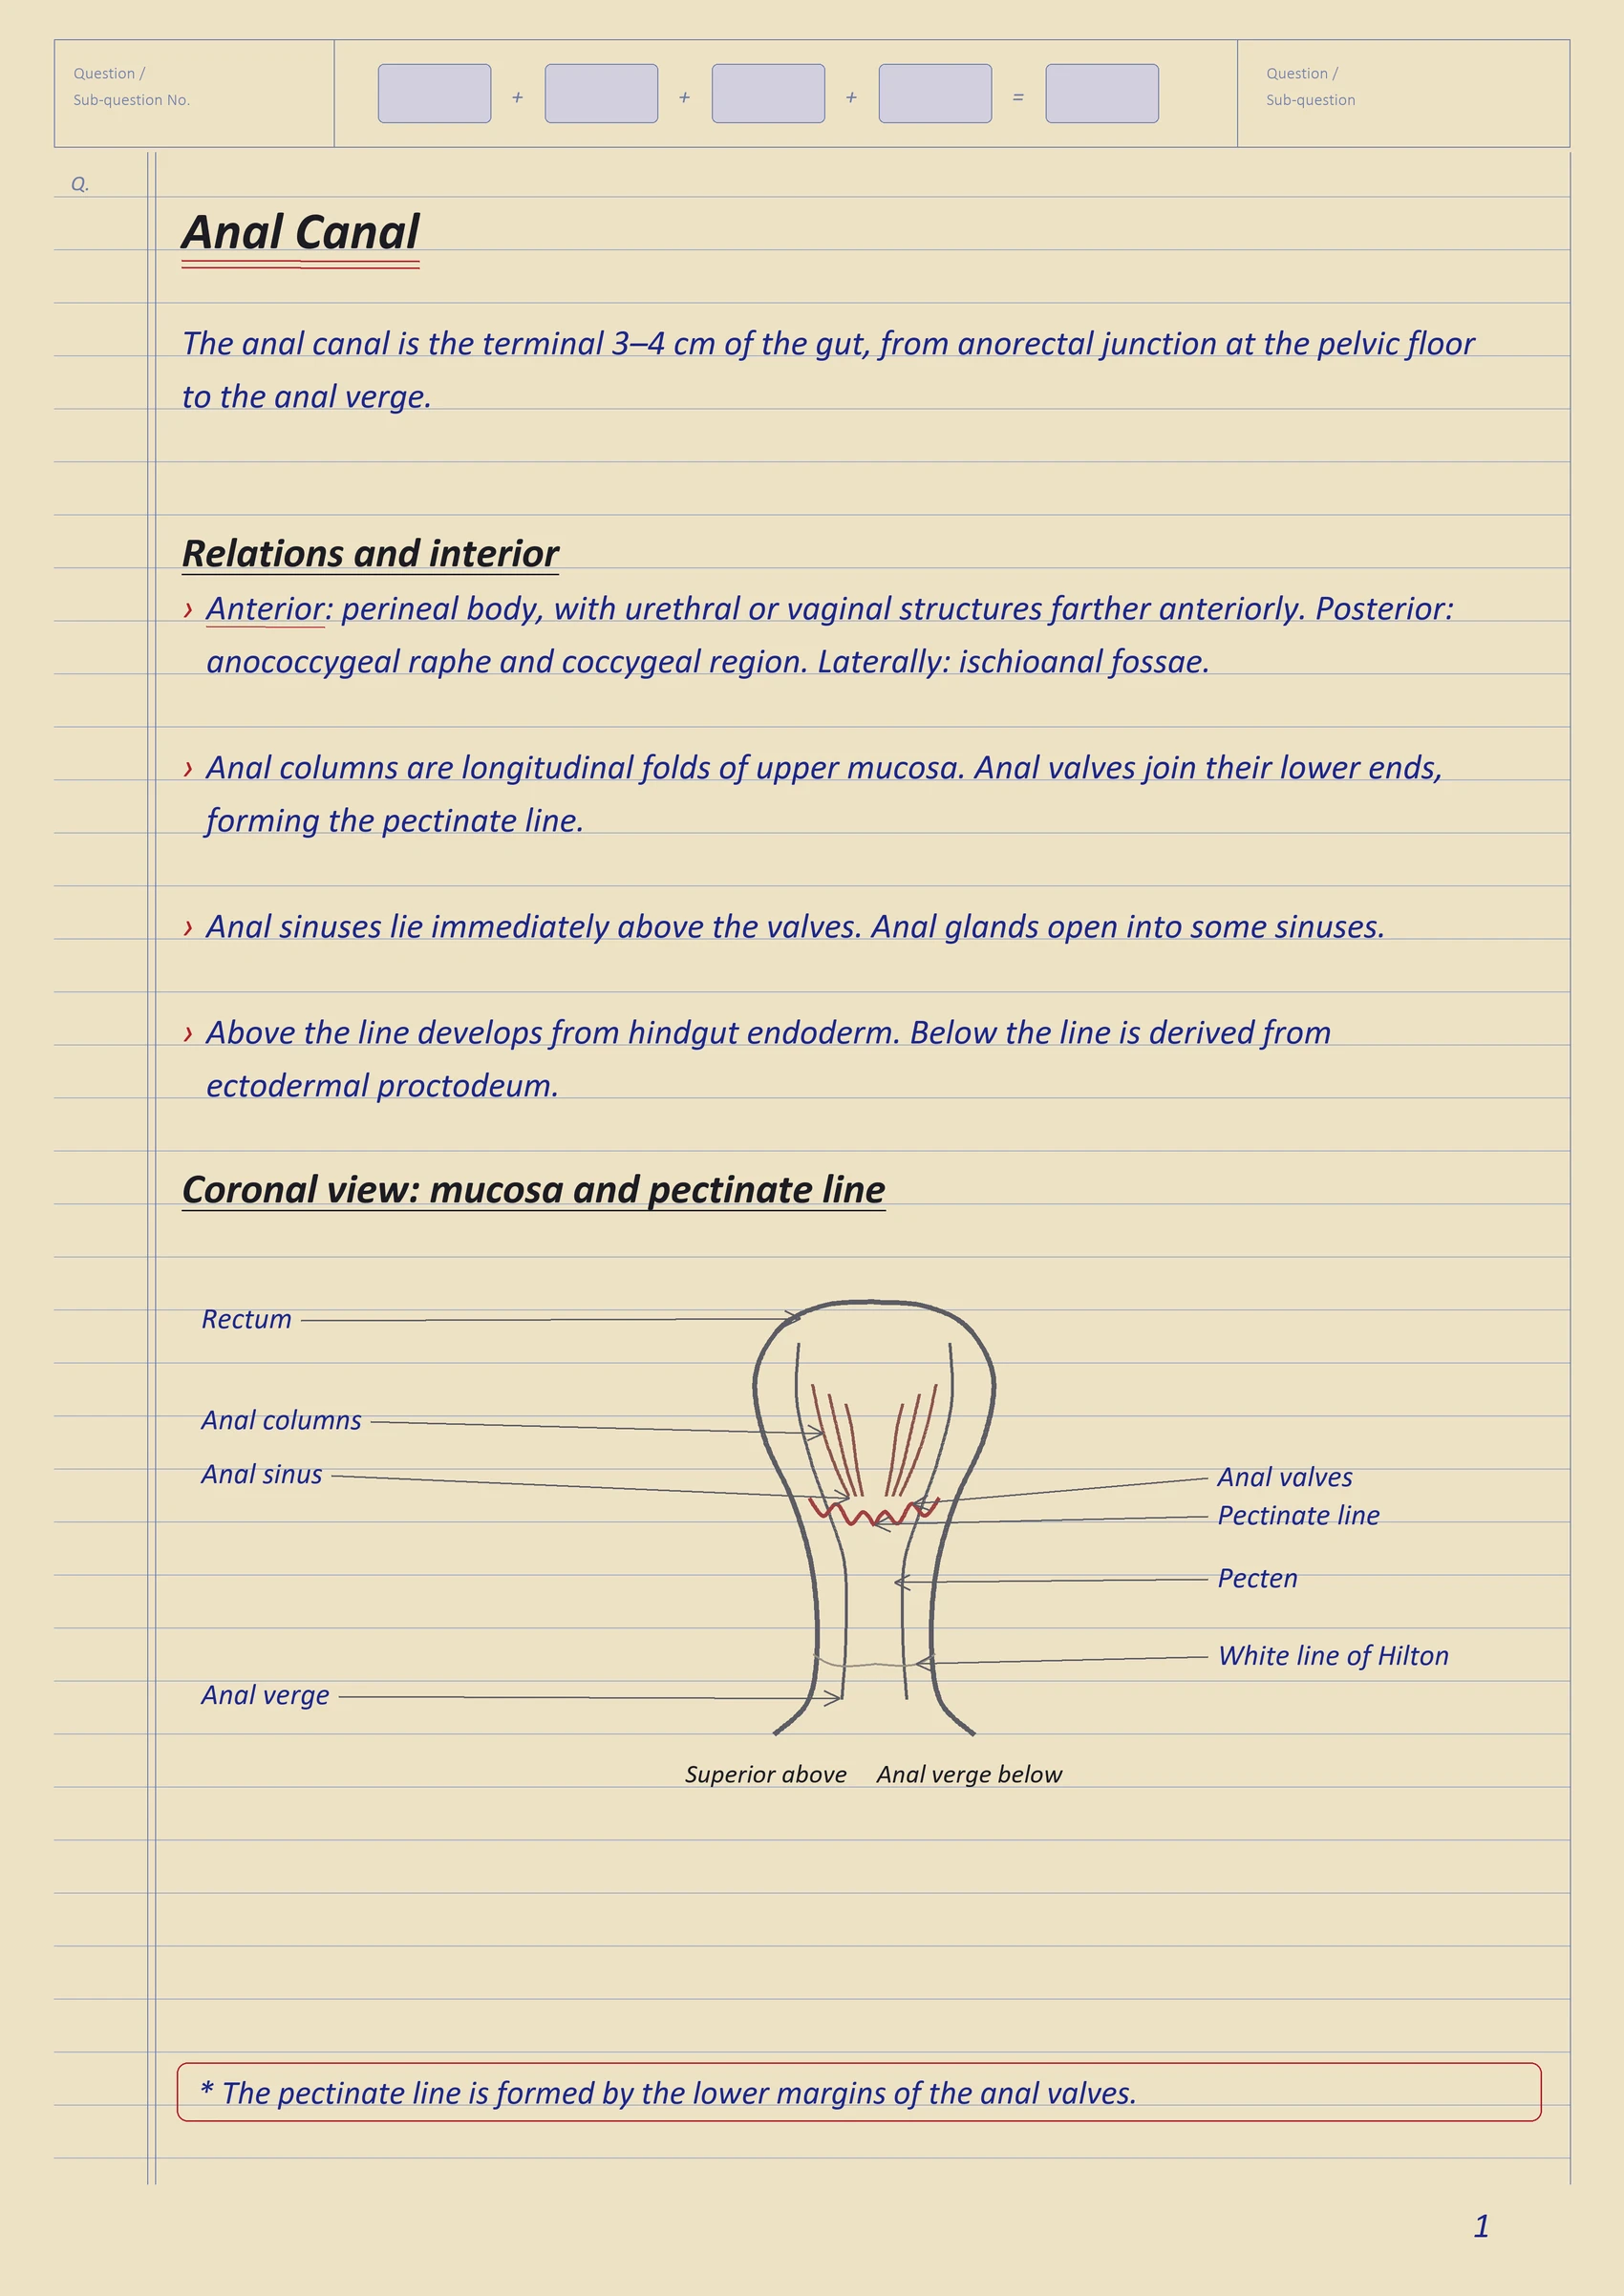 Question /
Sub-question No.
+ + + =
Question /
Sub-question
Q.
Anal Canal
The anal canal is the terminal 3–4 cm of the gut, from anorectal junction at the pelvic floor
to the anal verge.
Relations and interior
› Anterior: perineal body, with urethral or vaginal structures farther anteriorly. Posterior:
anococcygeal raphe and coccygeal region. Laterally: ischioanal fossae.
› Anal columns are longitudinal folds of upper mucosa. Anal valves join their lower ends,
forming the pectinate line.
› Anal sinuses lie immediately above the valves. Anal glands open into some sinuses.
› Above the line develops from hindgut endoderm. Below the line is derived from
ectodermal proctodeum.
Coronal view: mucosa and pectinate line
Rectum
Anal columns
Anal sinus
Anal valves
Pectinate line
Pecten
White line of Hilton
Anal verge
Superior above Anal verge below
* The pectinate line is formed by the lower margins of the anal valves.
1